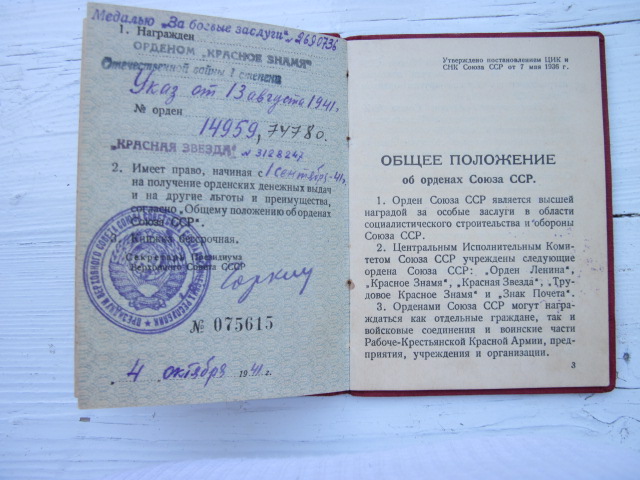 Медалью „За боевые заслуги" № 2690736
1. Награжден
ОРДЕНОМ „КРАСНОЕ ЗНАМЯ"
Отечественной войны I степени
Указ от 13 августа 1941 г.
№ орден
14959, 74780.
„КРАСНАЯ ЗВЕЗДА" № 3128247
2. Имеет право, начиная с 1 сентября - 41 г,
на получение орденских денежных выдач
и на другие льготы и преимущества,
согласно „Общему положению об орденах
Союза ССР".
3. Книжка бессрочная.
Секретарь Президиума
Верховного Совета СССР
№ 075615
4 октября 1941 г.
Утверждено постановлением ЦИК и
СНК Союза ССР от 7 мая 1936 г.
ОБЩЕЕ ПОЛОЖЕНИЕ
об орденах Союза ССР.
1. Орден Союза ССР является высшей
наградой за особые заслуги в области
социалистического строительства и обороны
Союза ССР.
2. Центральным Исполнительным Комитетом Союза ССР учреждены следующие
ордена Союза ССР: „Орден Ленина",
„Красное Знамя", „Красная Звезда", „Трудовое Красное Знамя" и „Знак Почета".
3. Орденами Союза ССР могут награждаться как отдельные граждане, так и
войсковые соединения и воинские части
Рабоче-Крестьянской Красной Армии, предприятия, учреждения и организации.
3